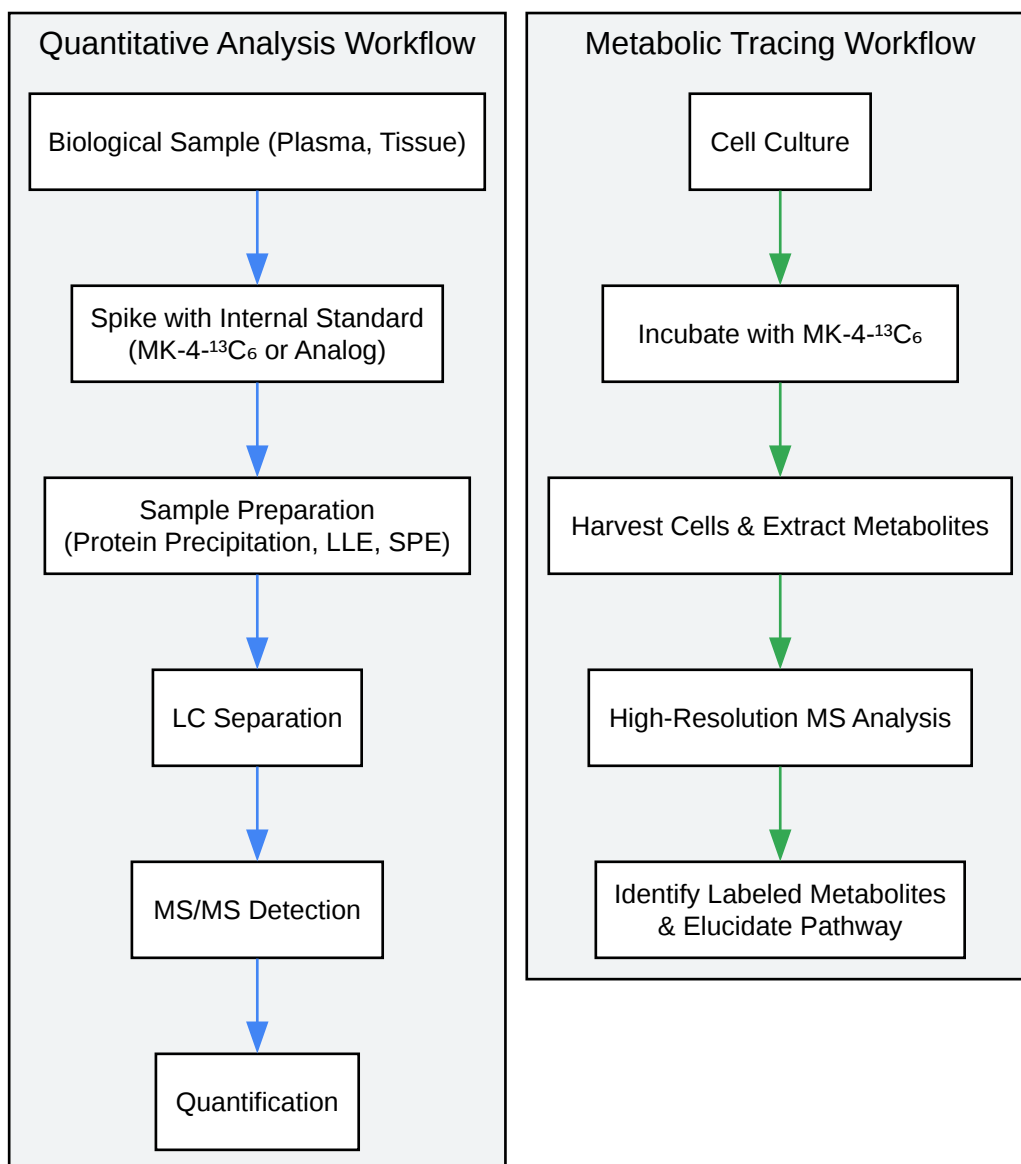 Quantitative Analysis Workflow
Biological Sample (Plasma, Tissue)
Spike with Internal Standard
(MK-4-¹³C₆ or Analog)
Sample Preparation
(Protein Precipitation, LLE, SPE)
LC Separation
MS/MS Detection
Quantification
Metabolic Tracing Workflow
Cell Culture
Incubate with MK-4-¹³C₆
Harvest Cells & Extract Metabolites
High-Resolution MS Analysis
Identify Labeled Metabolites
& Elucidate Pathway